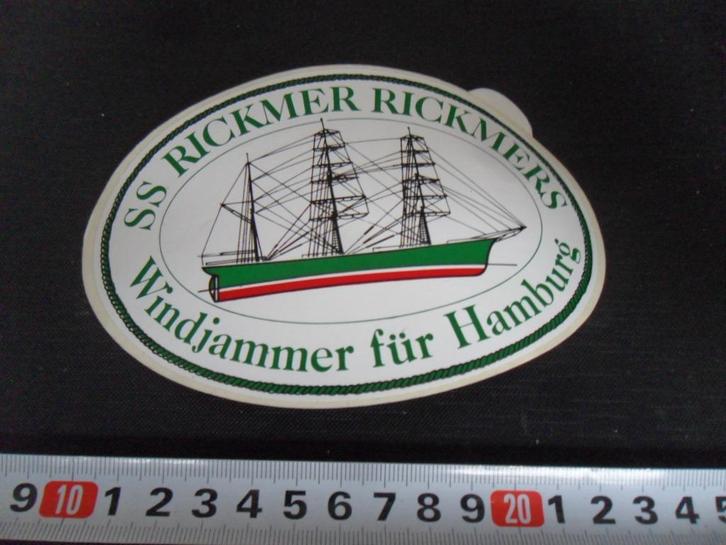 SS RICKMER RICKMERS
Windjammer für Hamburg
9 10 1 2 3 4 5 6 7 8 9 20 1 2 3 4 5